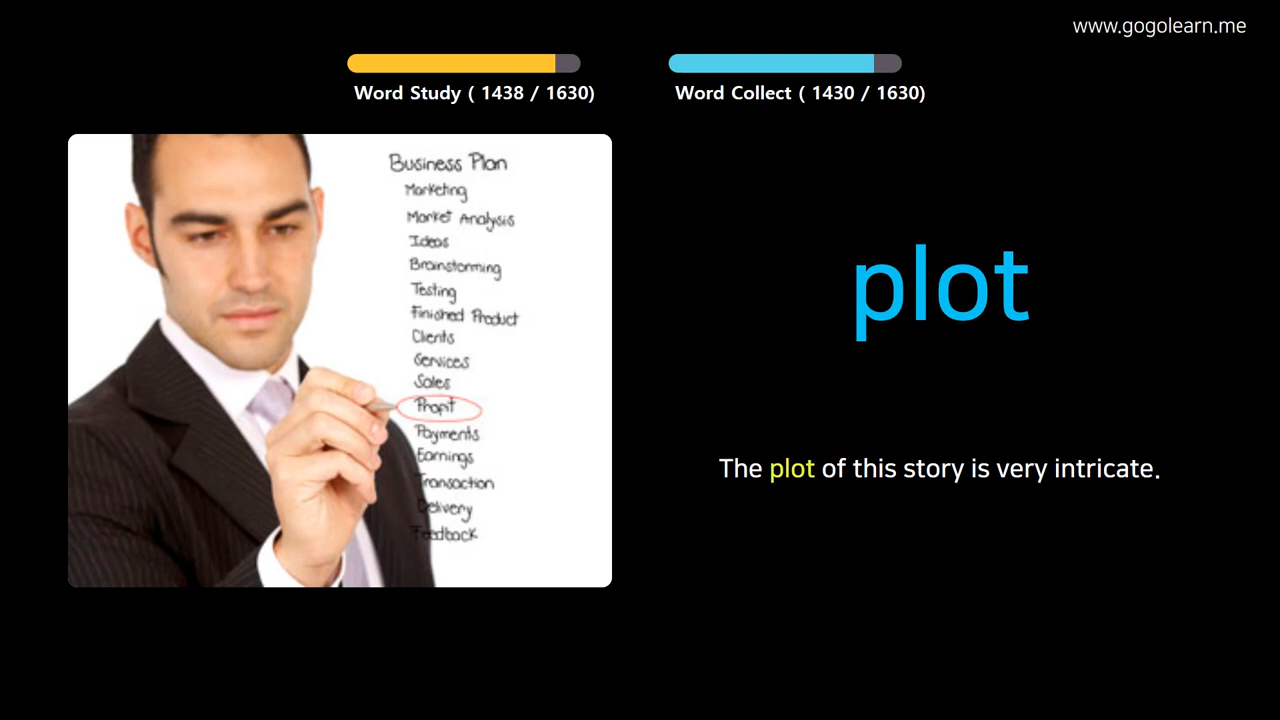 www.gogolearn.me
Word Study ( 1438 / 1630)
Word Collect ( 1430 / 1630)
Business Plan
Marketing
Market Analysis
Ideas
Brainstorming
Testing
Finished Product
Clients
Services
Sales
Profit
Payments
Earnings
Transaction
Delivery
Feedback
plot
The plot of this story is very intricate.